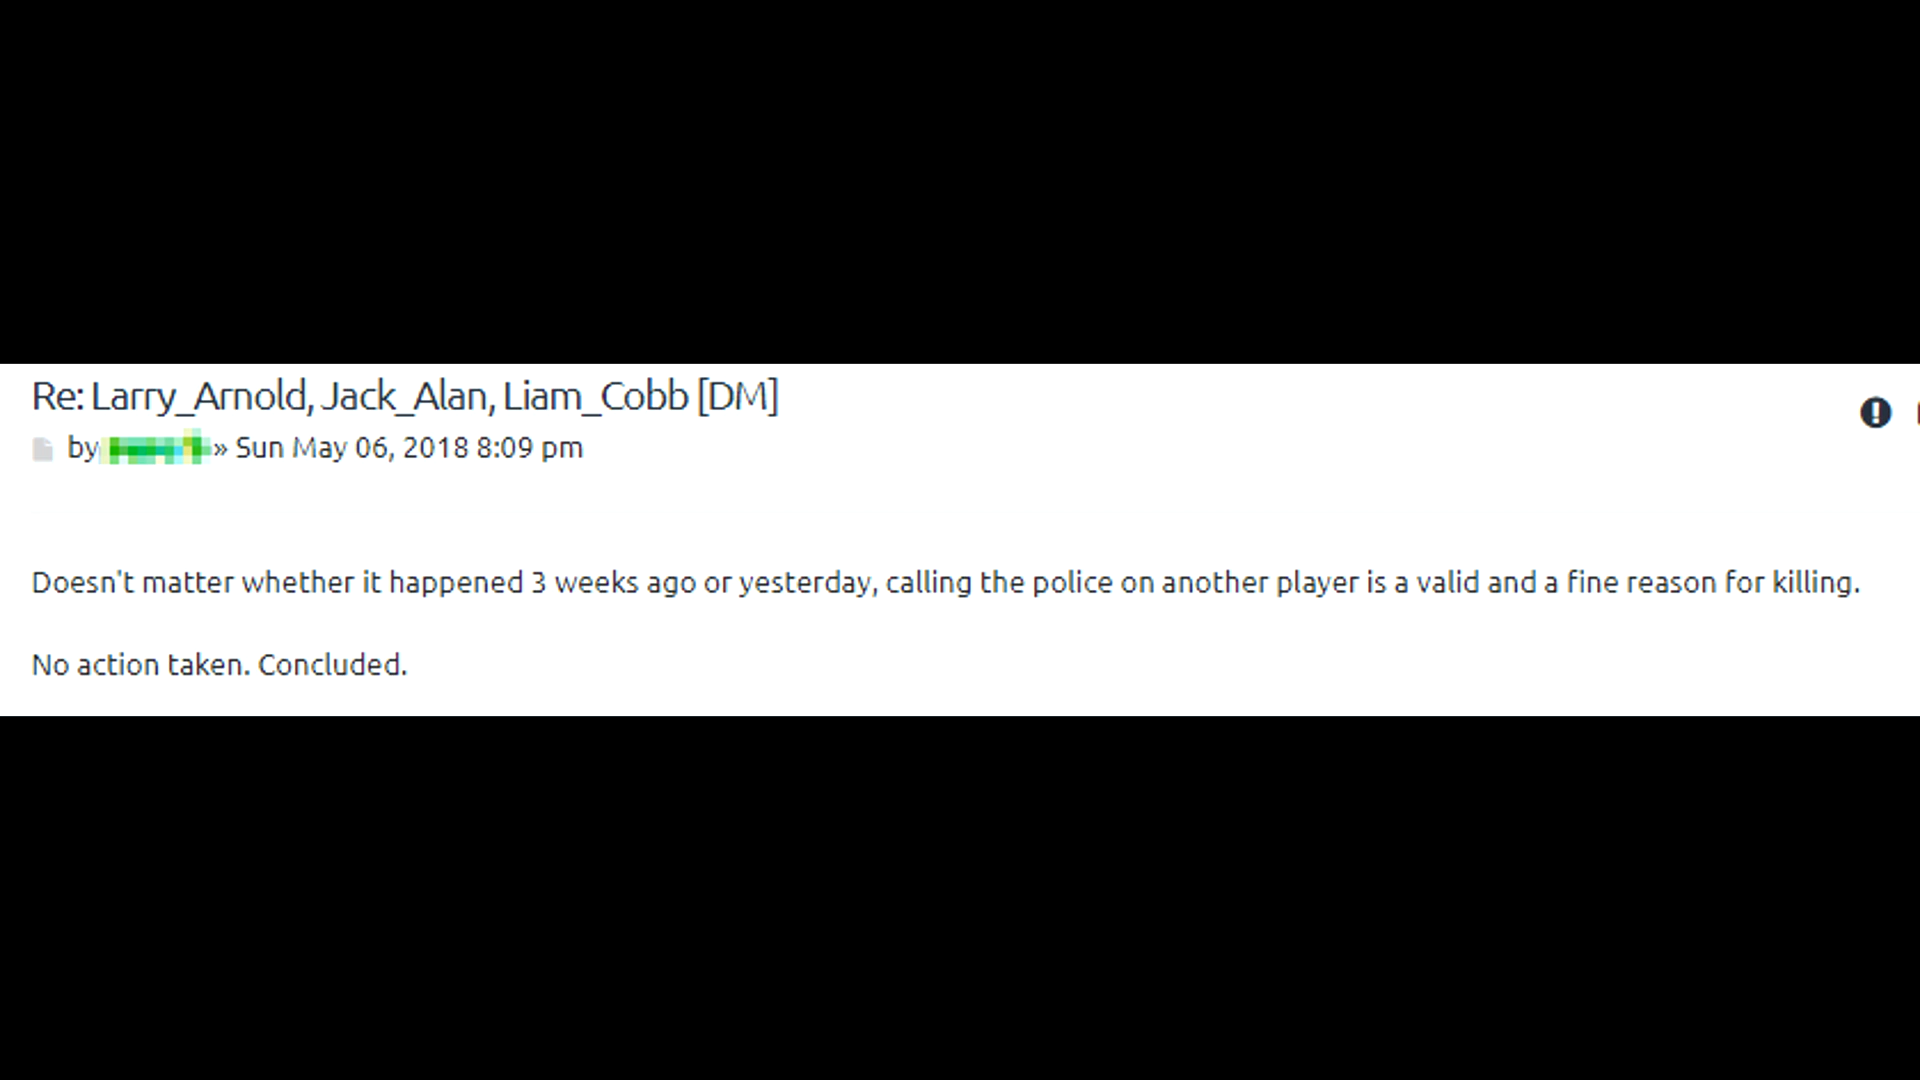 Re: Larry_Arnold, Jack_Alan, Liam_Cobb [DM]
by » Sun May 06, 2018 8:09 pm
Doesn't matter whether it happened 3 weeks ago or yesterday, calling the police on another player is a valid and a fine reason for killing.
No action taken. Concluded.